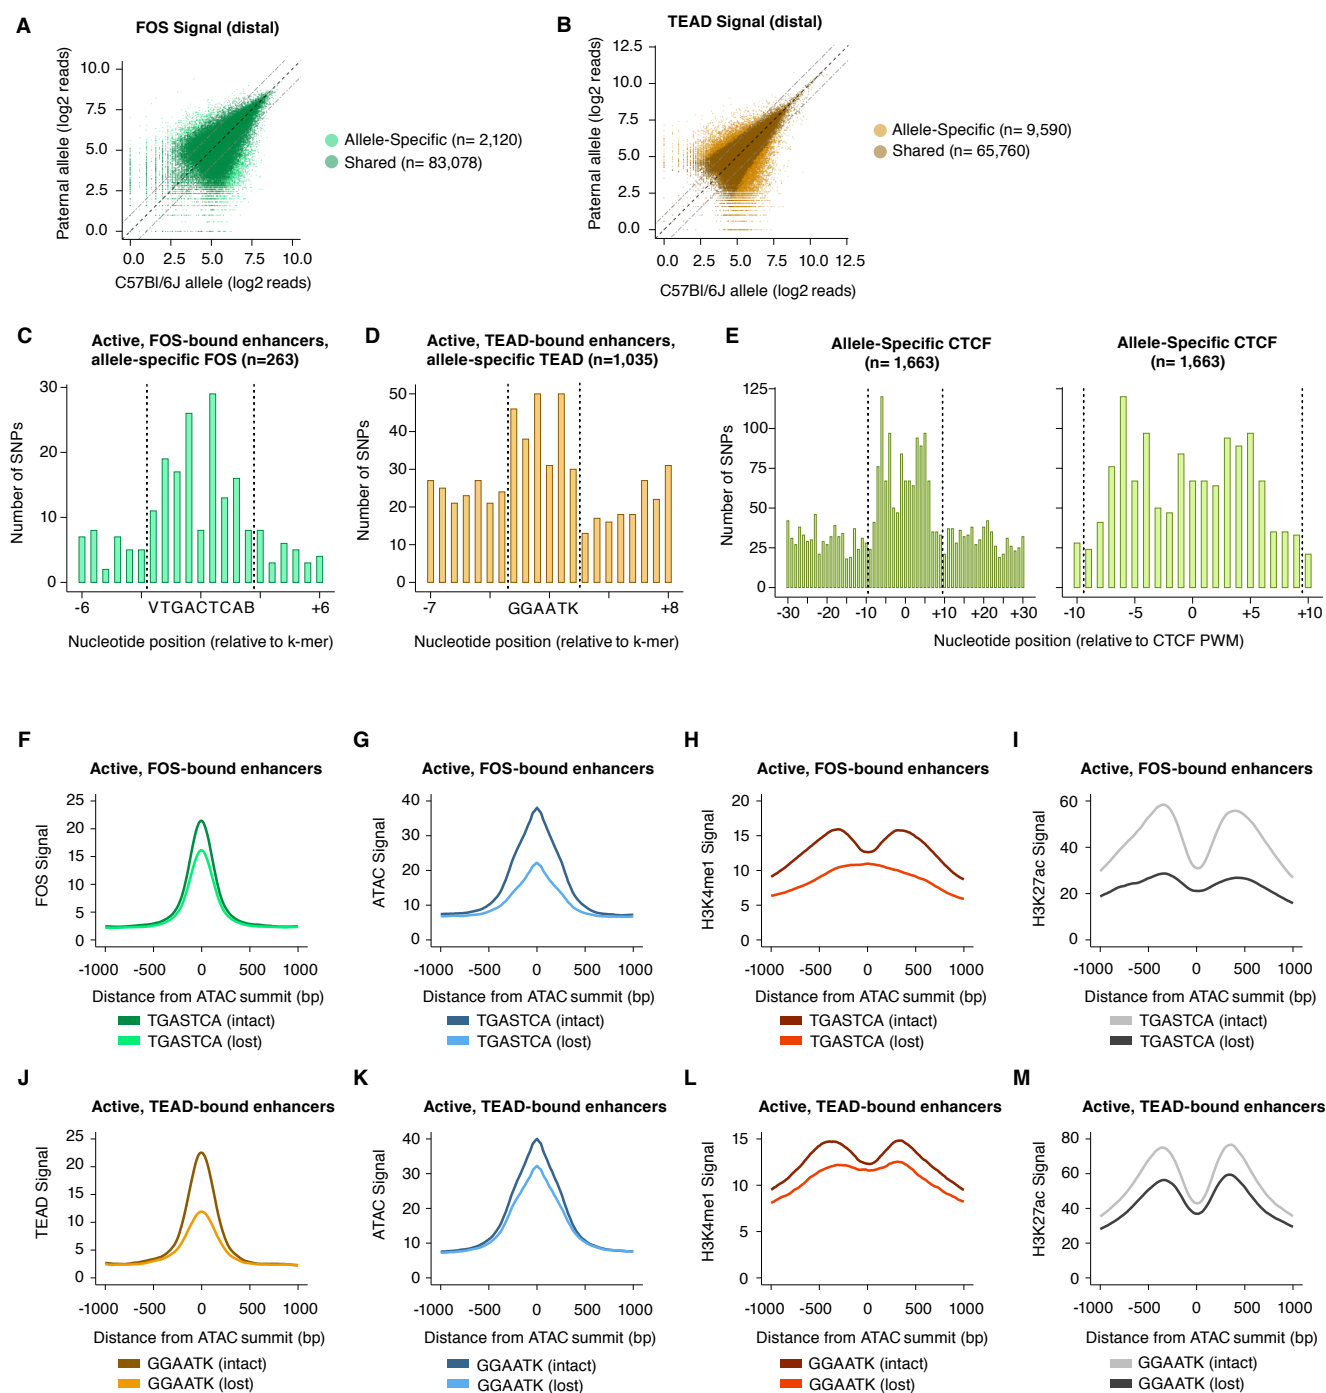 A
FOS Signal (distal)
Paternal allele (log2 reads)
10.0
7.5
5.0
2.5
0.0
0.0 2.5 5.0 7.5 10.0
C57Bl/6J allele (log2 reads)
Allele-Specific (n= 2,120)
Shared (n= 83,078)
B
TEAD Signal (distal)
Paternal allele (log2 reads)
12.5
10.0
7.5
5.0
2.5
0.0
0.0 2.5 5.0 7.5 10.0 12.5
C57Bl/6J allele (log2 reads)
Allele-Specific (n= 9,590)
Shared (n= 65,760)
C
Active, FOS-bound enhancers,
allele-specific FOS (n=263)
Number of SNPs
30
20
10
0
-6 VTGACTCAB +6
Nucleotide position (relative to k-mer)
D
Active, TEAD-bound enhancers,
allele-specific TEAD (n=1,035)
Number of SNPs
50
40
30
20
10
0
-7 GGAATK +8
Nucleotide position (relative to k-mer)
E
Allele-Specific CTCF
(n= 1,663)
Number of SNPs
125
100
75
50
25
0
-30 -20 -10 0 +10 +20 +30
Allele-Specific CTCF
(n= 1,663)
-10 -5 0 +5 +10
Nucleotide position (relative to CTCF PWM)
F
Active, FOS-bound enhancers
FOS Signal
25
20
15
10
5
0
-1000 -500 0 500 1000
Distance from ATAC summit (bp)
TGASTCA (intact)
TGASTCA (lost)
G
Active, FOS-bound enhancers
ATAC Signal
40
30
20
10
0
-1000 -500 0 500 1000
Distance from ATAC summit (bp)
TGASTCA (intact)
TGASTCA (lost)
H
Active, FOS-bound enhancers
H3K4me1 Signal
20
15
10
5
0
-1000 -500 0 500 1000
Distance from ATAC summit (bp)
TGASTCA (intact)
TGASTCA (lost)
I
Active, FOS-bound enhancers
H3K27ac Signal
60
40
20
0
-1000 -500 0 500 1000
Distance from ATAC summit (bp)
TGASTCA (intact)
TGASTCA (lost)
J
Active, TEAD-bound enhancers
TEAD Signal
25
20
15
10
5
0
-1000 -500 0 500 1000
Distance from ATAC summit (bp)
GGAATK (intact)
GGAATK (lost)
K
Active, TEAD-bound enhancers
ATAC Signal
40
30
20
10
0
-1000 -500 0 500 1000
Distance from ATAC summit (bp)
GGAATK (intact)
GGAATK (lost)
L
Active, TEAD-bound enhancers
H3K4me1 Signal
15
10
5
0
-1000 -500 0 500 1000
Distance from ATAC summit (bp)
GGAATK (intact)
GGAATK (lost)
M
Active, TEAD-bound enhancers
H3K27ac Signal
80
60
40
20
0
-1000 -500 0 500 1000
Distance from ATAC summit (bp)
GGAATK (intact)
GGAATK (lost)